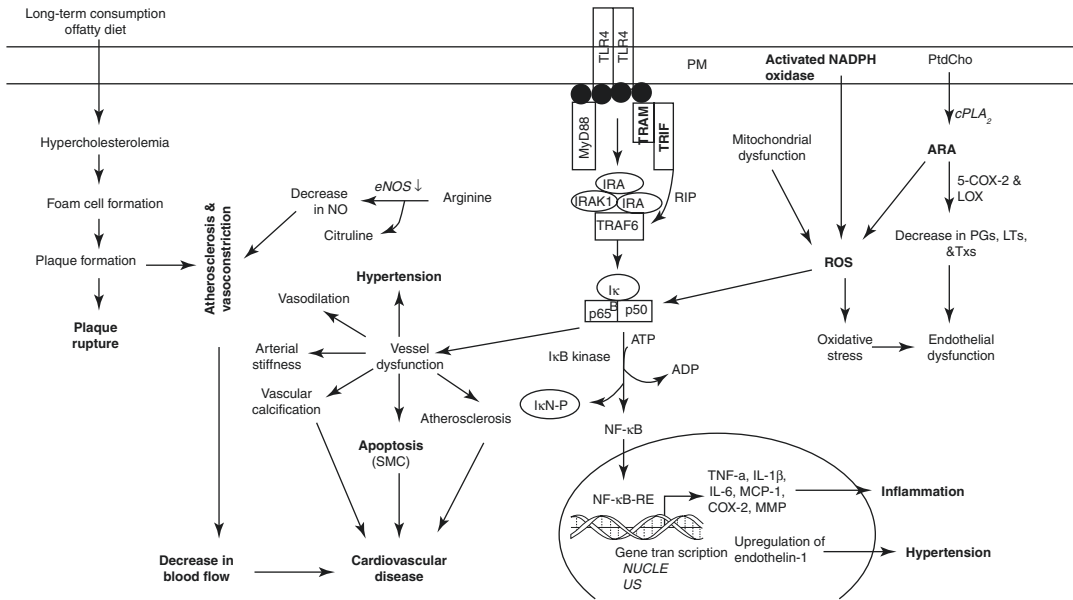 Long-term consumption
offatty diet
Hypercholesterolemia
Foam cell formation
Plaque formation
Plaque
rupture
Atherosclerosis &
vasoconstriction
Decrease
in NO
eNOS ↓
Arginine
Citruline
Hypertension
Vasodilation
Arterial
stiffness
Vessel
dysfunction
Vascular
calcification
Atherosclerosis
Apoptosis
(SMC)
Decrease in
blood flow
Cardiovascular
disease
TLR4
TLR4
PM
MyD88
TRAM
TRIF
IRA
IRAK1
IRA
TRAF6
RIP
Iκ
B
p65
p50
IκB kinase
ATP
ADP
IκN-P
NF-κB
NF-κB-RE
TNF-a, IL-1β,
IL-6, MCP-1,
COX-2, MMP
Inflammation
Gene tran scription
NUCLE
US
Upregulation of
endothelin-1
Hypertension
Activated NADPH
oxidase
PtdCho
cPLA2
Mitochondrial
dysfunction
ARA
5-COX-2 &
LOX
Decrease in PGs, LTs,
&Txs
ROS
Oxidative
stress
Endothelial
dysfunction